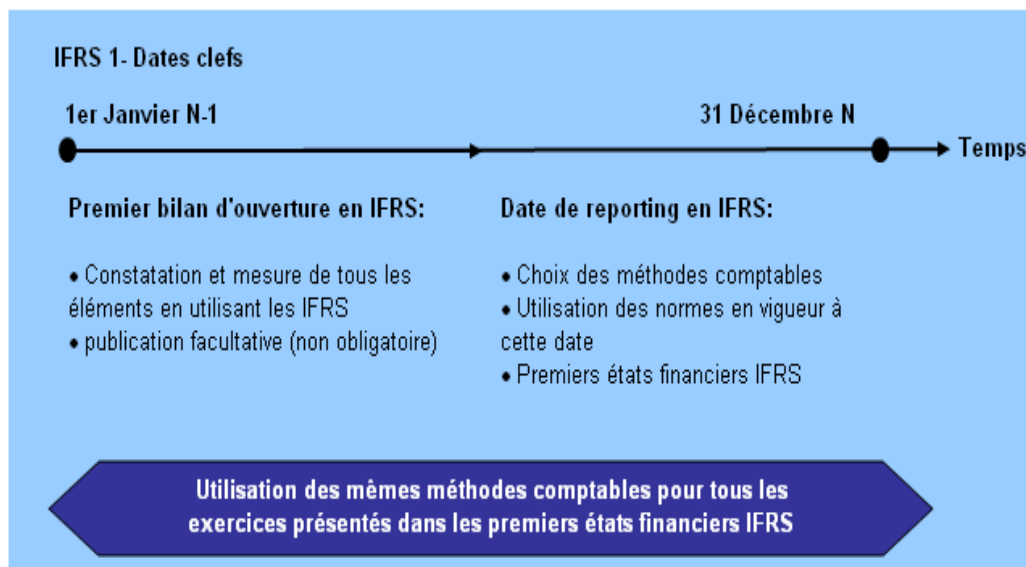 IFRS 1- Dates clefs
1er Janvier N-1
31 Décembre N
Temps
Premier bilan d'ouverture en IFRS:
• Constatation et mesure de tous les
éléments en utilisant les IFRS
• publication facultative (non obligatoire)
Date de reporting en IFRS:
• Choix des méthodes comptables
• Utilisation des normes en vigueur à
cette date
• Premiers états financiers IFRS
Utilisation des mêmes méthodes comptables pour tous les
exercices présentés dans les premiers états financiers IFRS